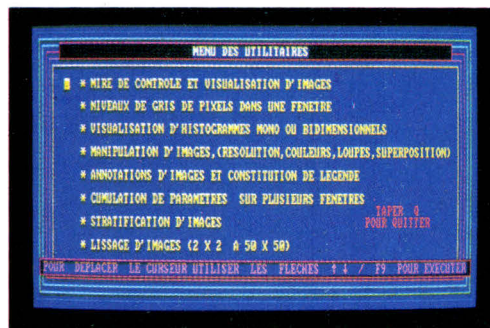 MENU DES UTILITAIRES
* MIRE DE CONTROLE ET VISUALISATION D'IMAGES
* NIVEAUX DE GRIS DE PIXELS DANS UNE FENETRE
* VISUALISATION D'HISTOGRAMMES MONO OU BIDIMENSIONNELS
* MANIPULATION D'IMAGES,(RESOLUTION,COULEURS,LOUPES,SUPERPOSITION)
* ANNOTATIONS D'IMAGES ET CONSTITUTION DE LEGENDE
* CUMULATION DE PARAMETRES SUR PLUSIEURS FENETRES
TAPER Q
* STRATIFICATION D'IMAGES POUR QUITTER
* LISSAGE D'IMAGES (2 X 2 A 50 X 50)
POUR DEPLACER LE CURSEUR UTILISER LES FLECHES ↑ ↓ / F9 POUR EXECUTER